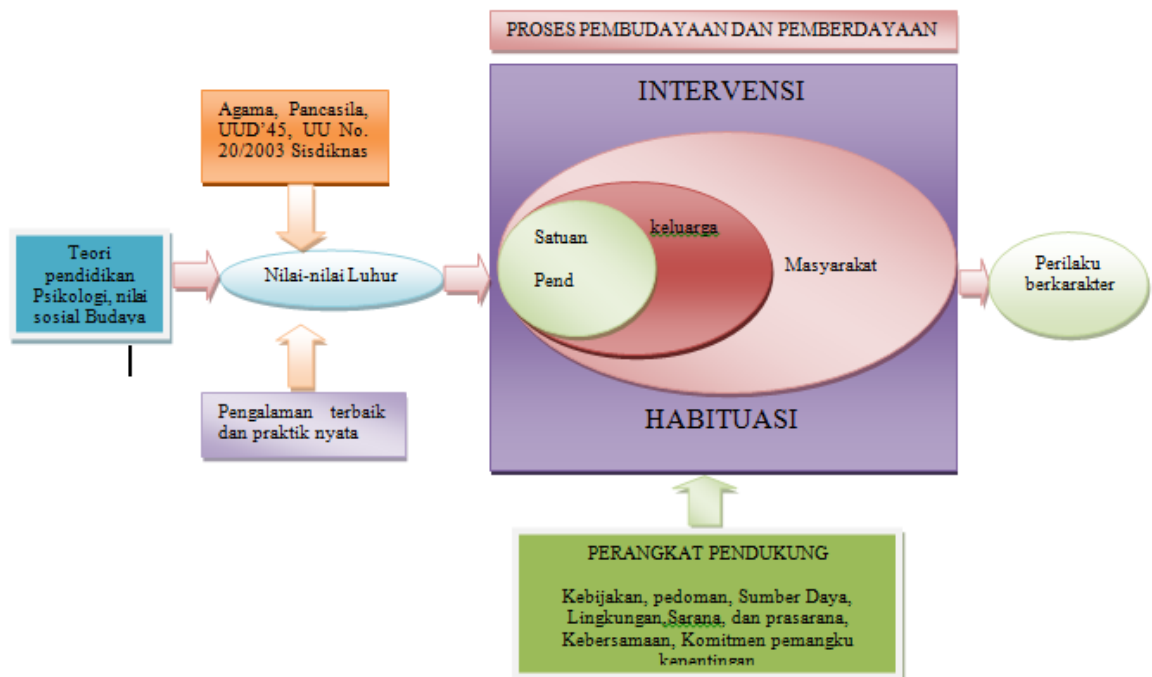 PROSES PEMBUDAYAAN DAN PEMBERDAYAAN
INTERVENSI
Agama, Pancasila,
UUD'45, UU No.
20/2003 Sisdiknas
Teori
pendidikan
Psikologi, nilai
sosial Budaya
Nilai-nilai Luhur
Pengalaman terbaik
dan praktik nyata
Satuan
Pend
keluarga
Masyarakat
HABITUASI
Perilaku
berkarakter
PERANGKAT PENDUKUNG
Kebijakan, pedoman, Sumber Daya,
Lingkungan,Sarana, dan prasarana,
Kebersamaan, Komitmen pemangku
kepentingan